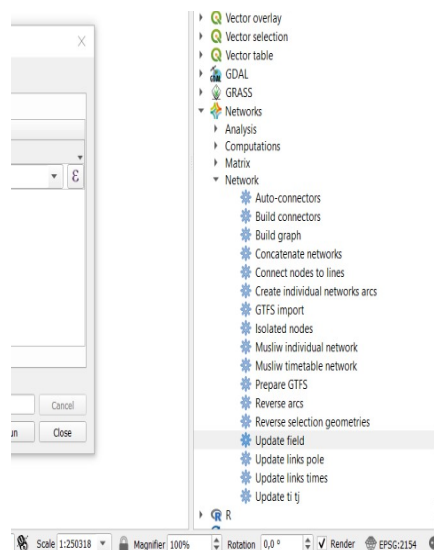 Vector overlay
Vector selection
Vector table
GDAL
GRASS
Networks
Analysis
Computations
Matrix
Network
Auto-connectors
Build connectors
Build graph
Concatenate networks
Connect nodes to lines
Create individual networks arcs
GTFS import
Isolated nodes
Musliw individual network
Musliw timetable network
Prepare GTFS
Reverse arcs
Reverse selection geometries
Update field
Update links pole
Update links times
Update ti tj
R
ε
Cancel
un Close
Scale 1:250318 Magnifier 100% Rotation 0,0 ° Render EPSG:2154